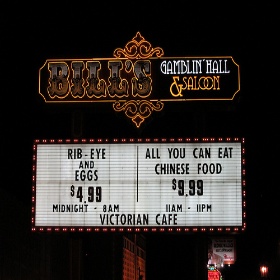 BILL'S
GAMBLIN' HALL
& SALOON
RIB-EYE
AND
EGGS
$4.99
MIDNIGHT - 8AM
ALL YOU CAN EAT
CHINESE FOOD
$9.99
11AM - 11PM
VICTORIAN CAFE